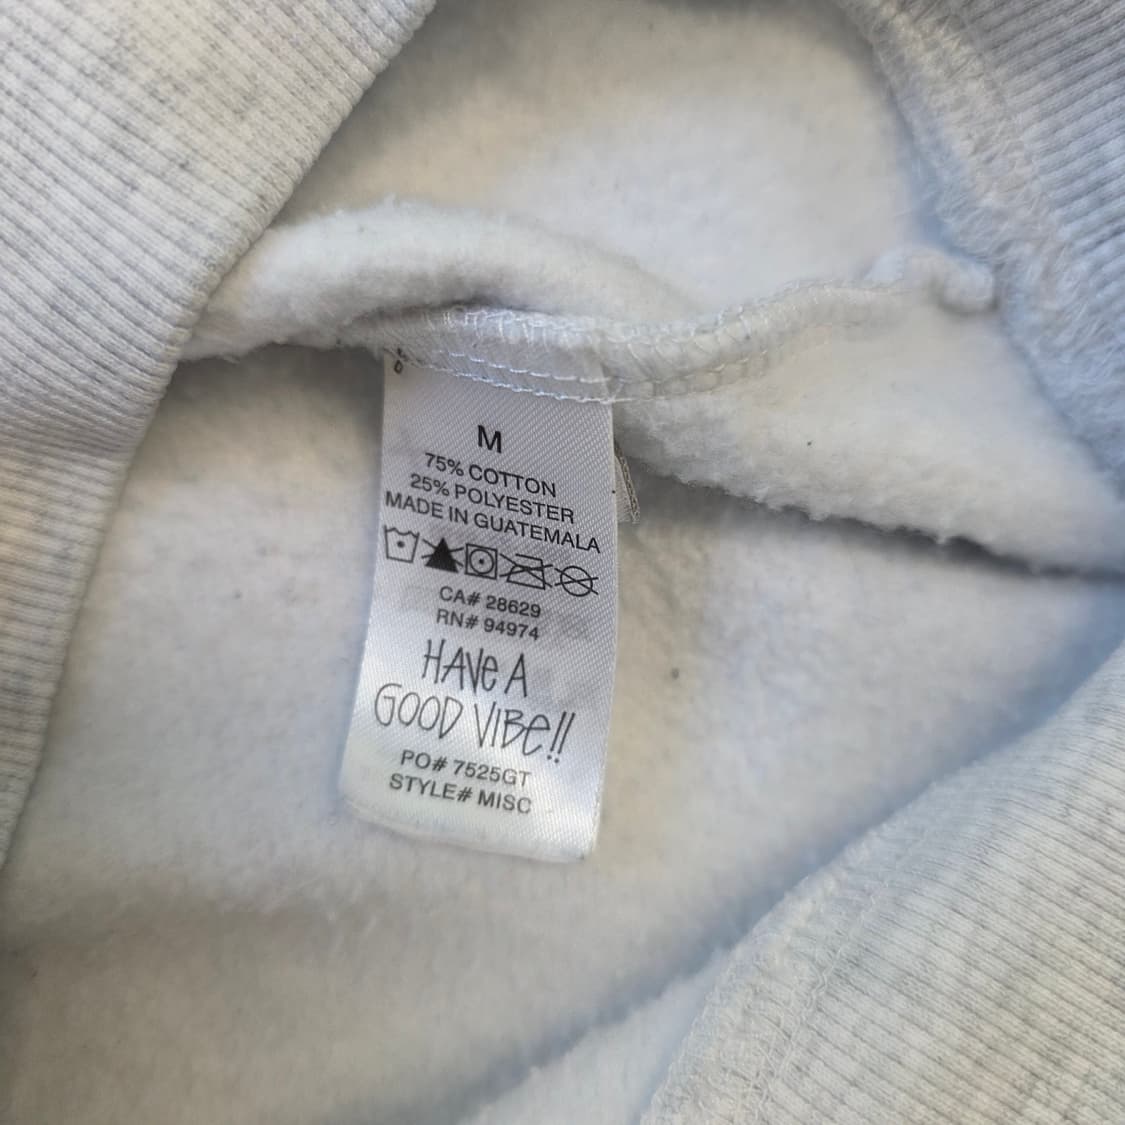 M
75% COTTON
25% POLYESTER
MADE IN GUATEMALA
CA# 28629
RN# 94974
HAVE A
GOOD VIBE!!
PO# 7525GT
STYLE# MISC